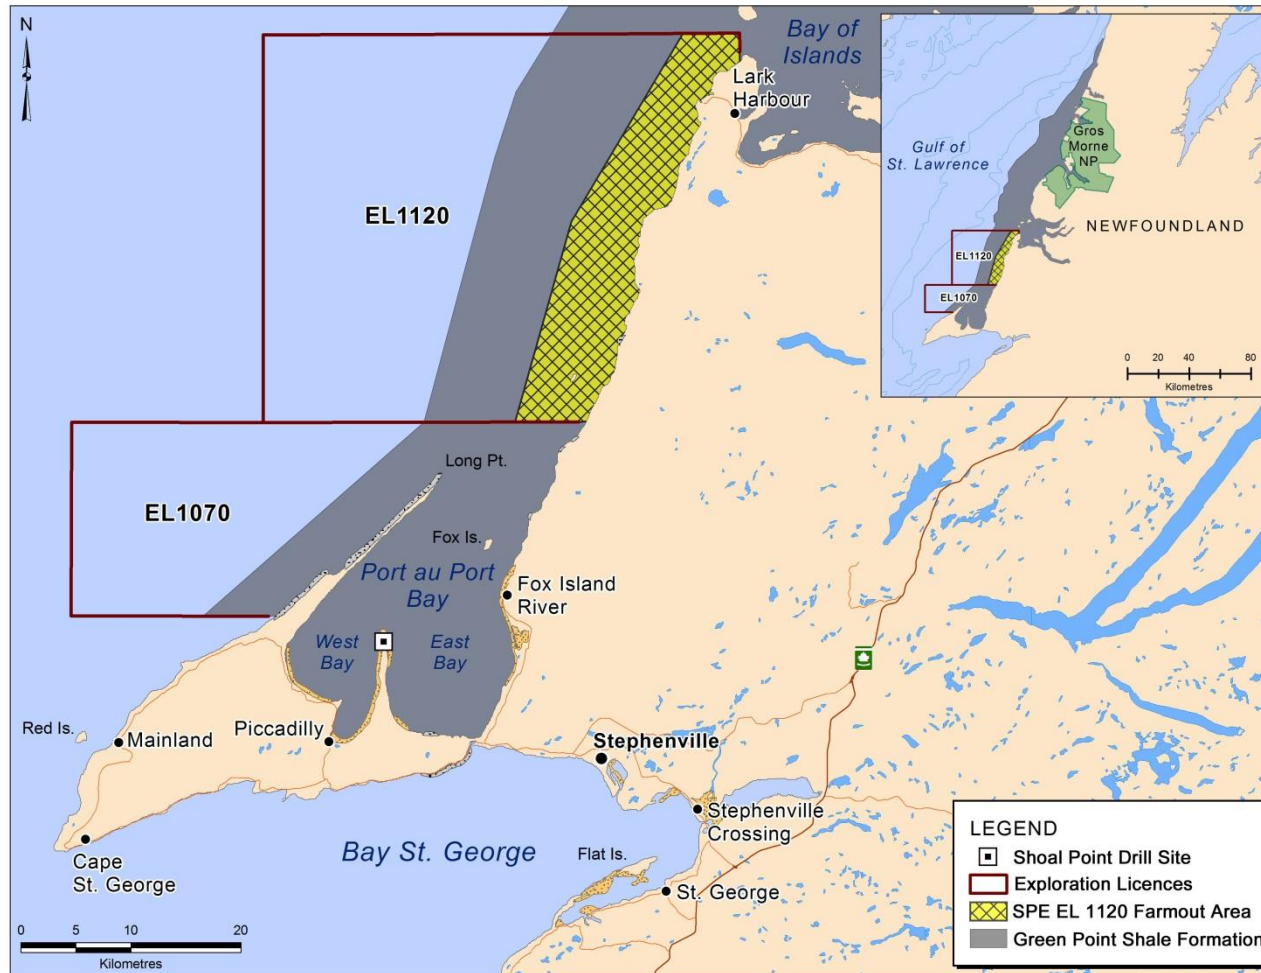 N
Bay of
Islands
Lark
Harbour
EL1120
Gulf of
St. Lawrence
Gros
Morne
NP
NEWFOUNDLAND
EL1120
EL1070
0 20 40 80
Kilometres
Long Pt.
EL1070
Fox Is.
Port au Port
Bay
Fox Island
River
West
Bay
East
Bay
Red Is.
Mainland
Piccadilly
Stephenville
Stephenville
Crossing
Cape
St. George
Bay St. George
Flat Is.
St. George
0 5 10 20
Kilometres
LEGEND
Shoal Point Drill Site
Exploration Licences
SPE EL 1120 Farmout Area
Green Point Shale Formation